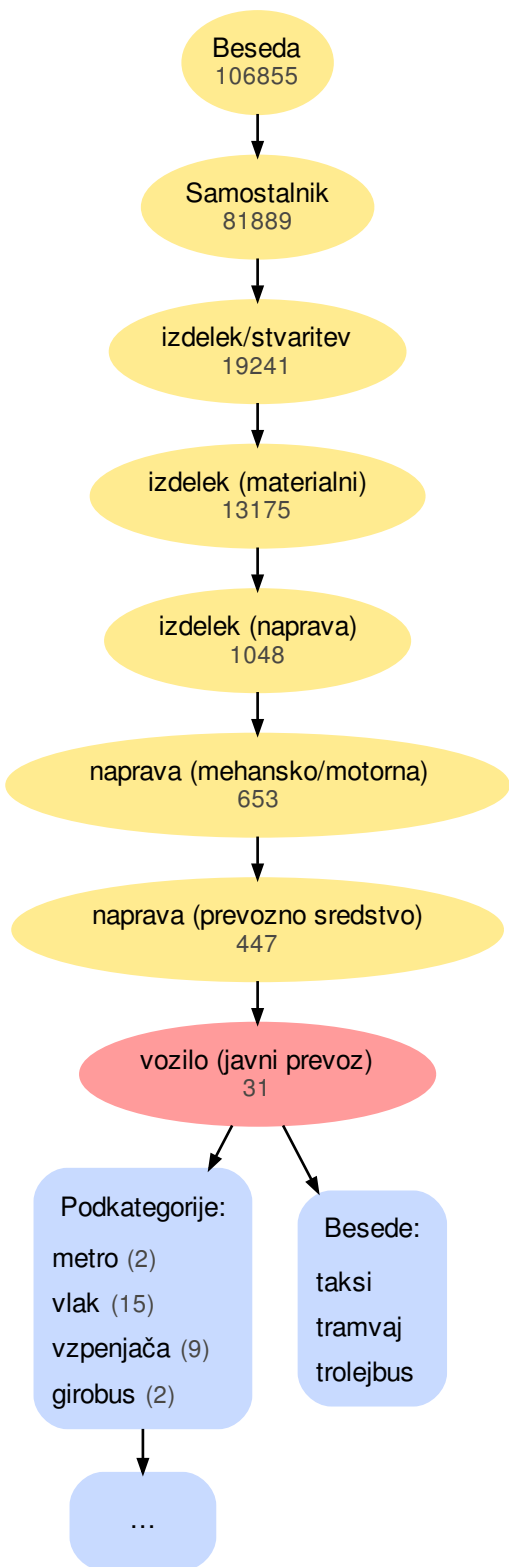 Beseda
106855
Samostalnik
81889
izdelek/stvaritev
19241
izdelek (materialni)
13175
izdelek (naprava)
1048
naprava (mehansko/motorna)
653
naprava (prevozno sredstvo)
447
vozilo (javni prevoz)
31
Podkategorije:
metro (2)
vlak (15)
vzpenjača (9)
girobus (2)
Besede:
taksi
tramvaj
trolejbus
...